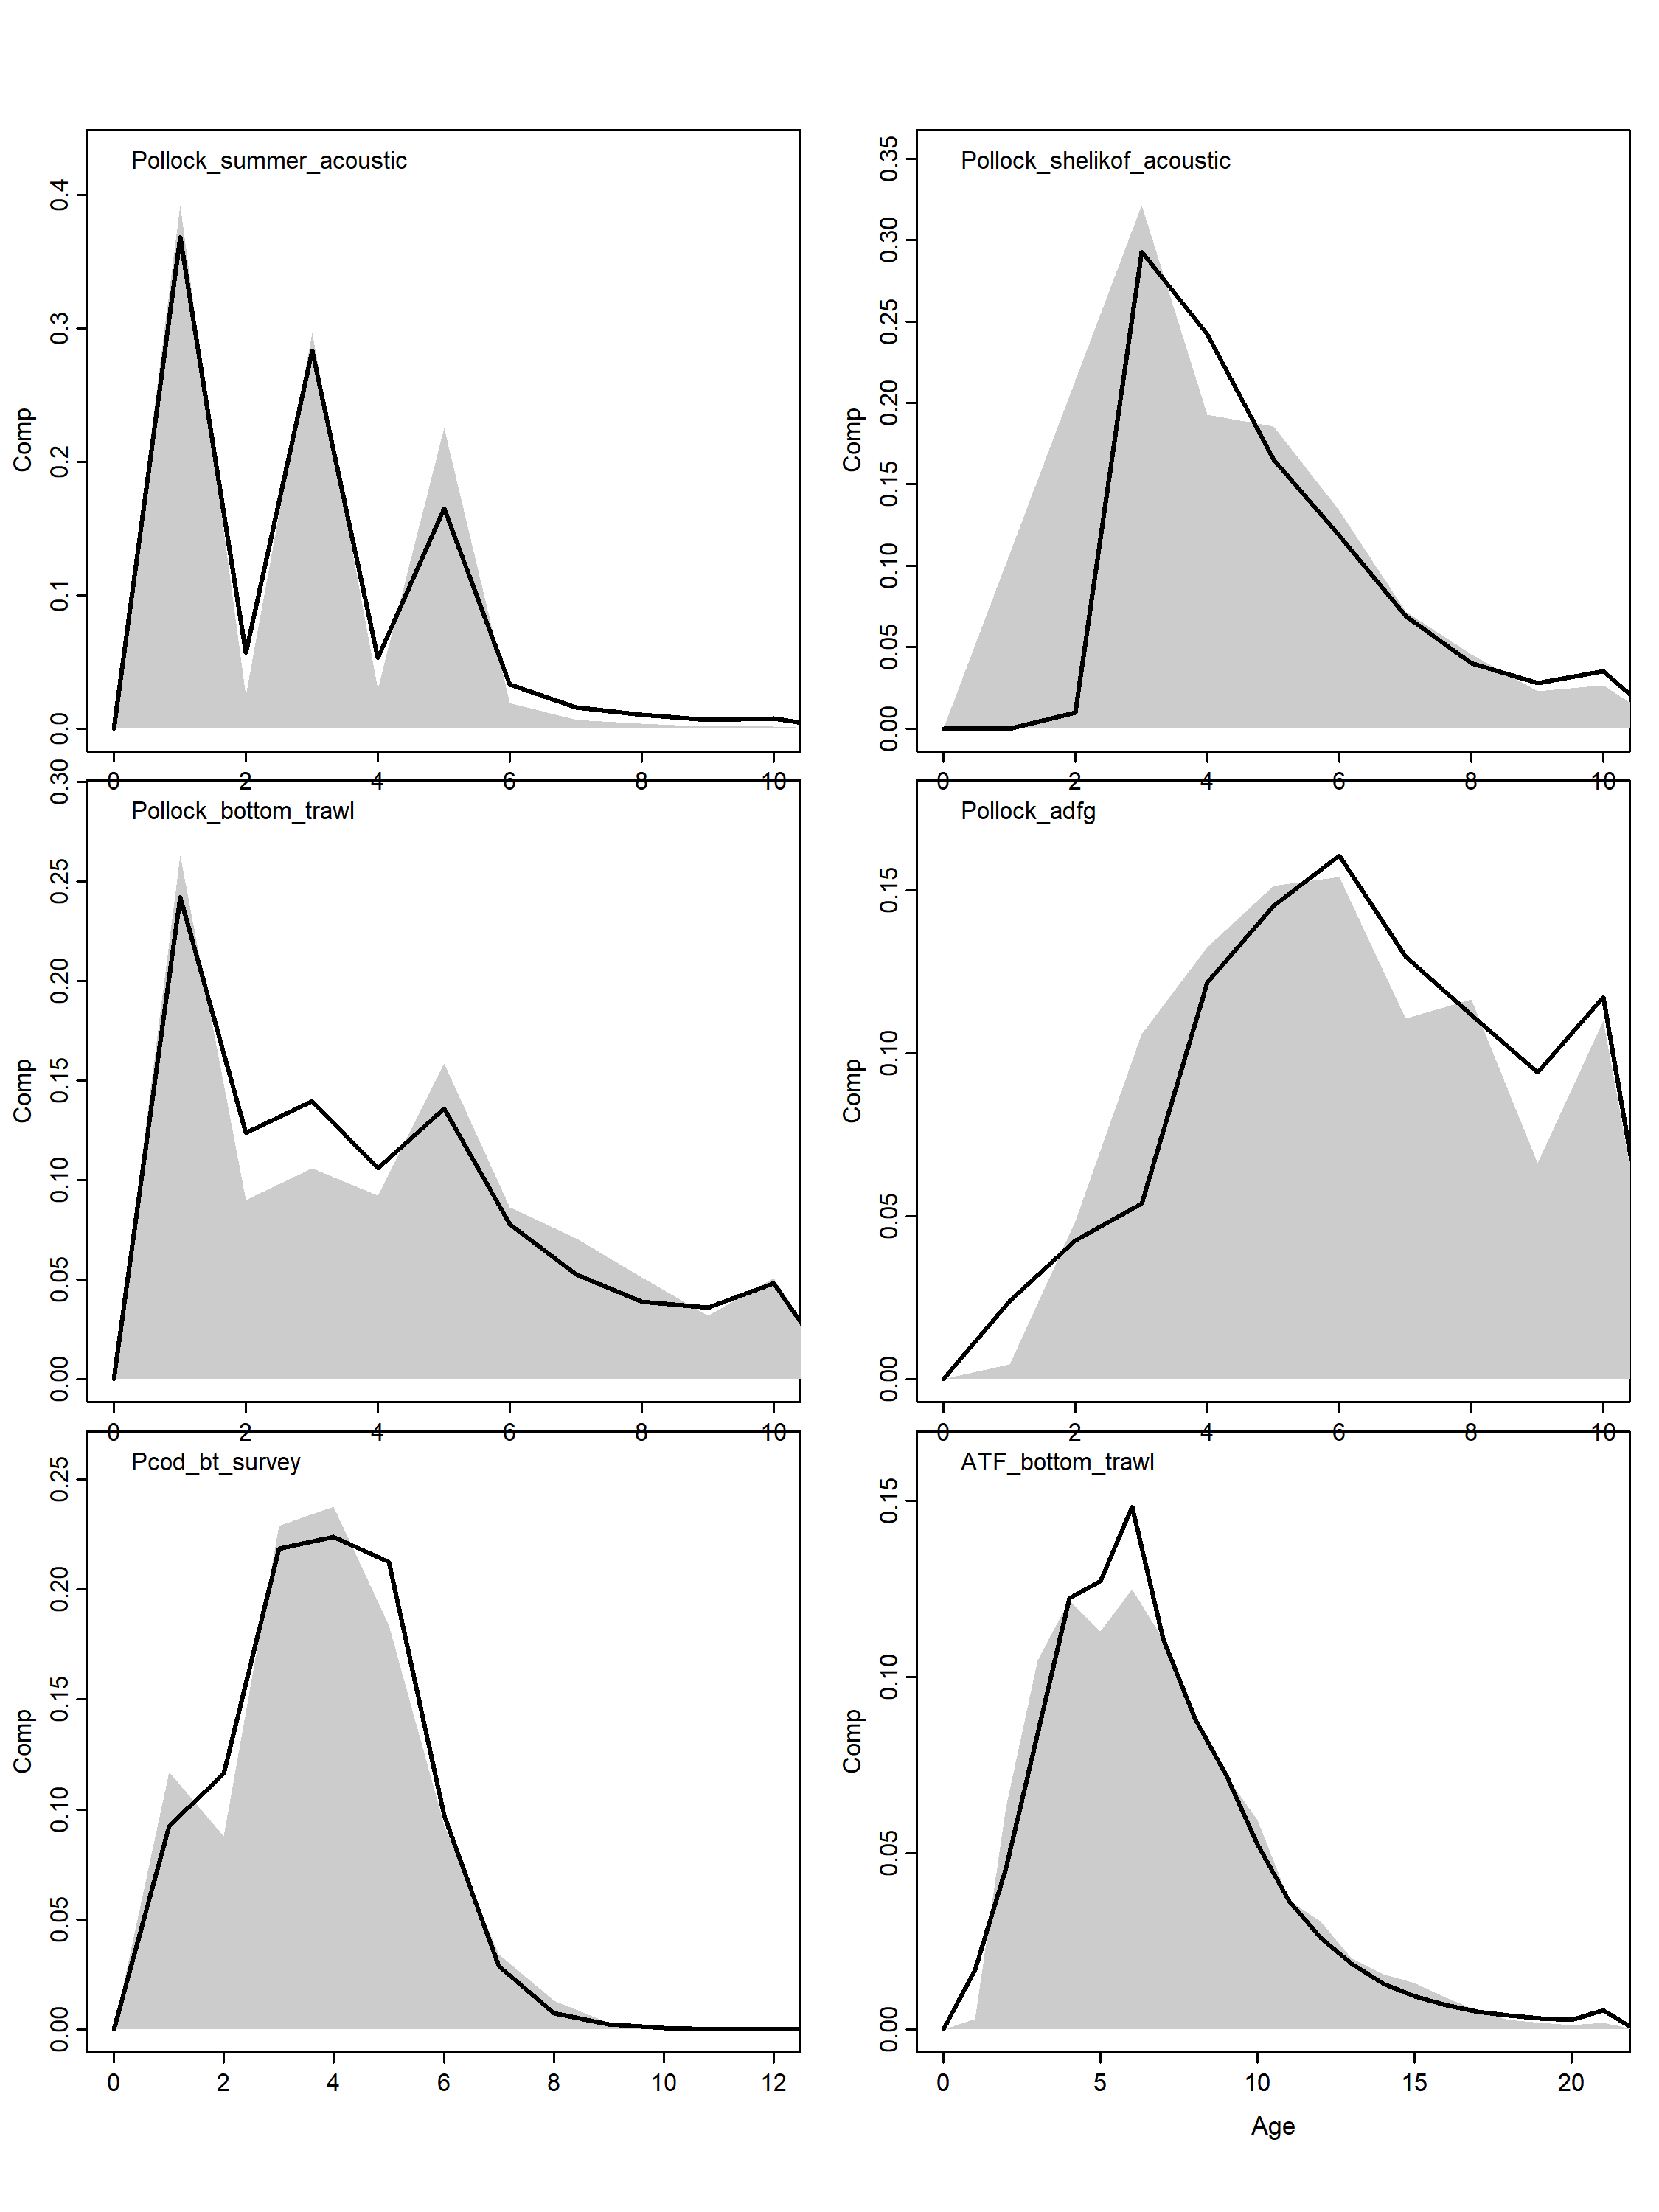 Pollock_summer_acoustic
Comp
0.0 0.1 0.2 0.3 0.4
0 2 4 6 8 10
Pollock_shelikof_acoustic
Comp
0.00 0.05 0.10 0.15 0.20 0.25 0.30 0.35
0 2 4 6 8 10
Pollock_bottom_trawl
Comp
0.00 0.05 0.10 0.15 0.20 0.25 0.30
0 2 4 6 8 10
Pollock_adfg
Comp
0.00 0.05 0.10 0.15
0 2 4 6 8 10
Pcod_bt_survey
Comp
0.00 0.05 0.10 0.15 0.20 0.25
0 2 4 6 8 10 12
ATF_bottom_trawl
Comp
0.00 0.05 0.10 0.15
0 5 10 15 20
Age